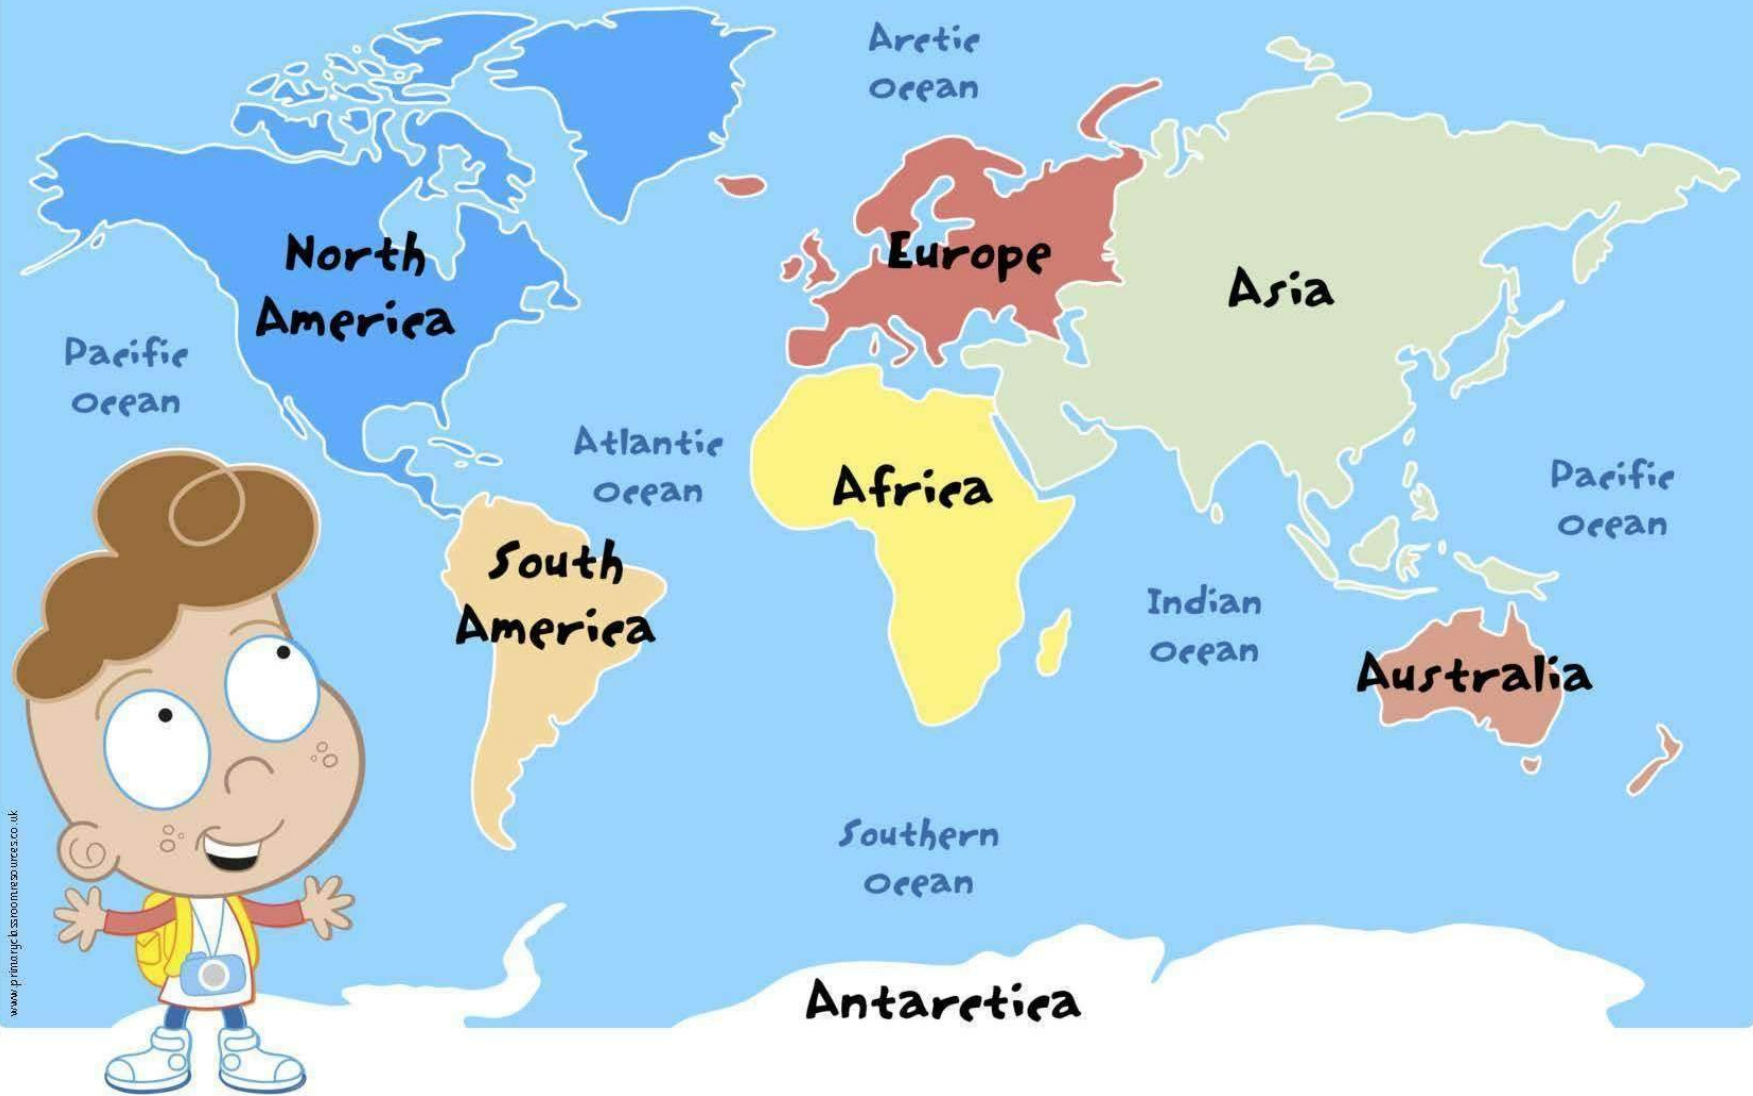 Arctic
Ocean
North
America
Europe
Asia
Pacific
Ocean
Atlantic
Ocean
Africa
Pacific
Ocean
South
America
Indian
Ocean
Australia
Southern
Ocean
Antarctica
www.primaryclassroomresources.co.uk